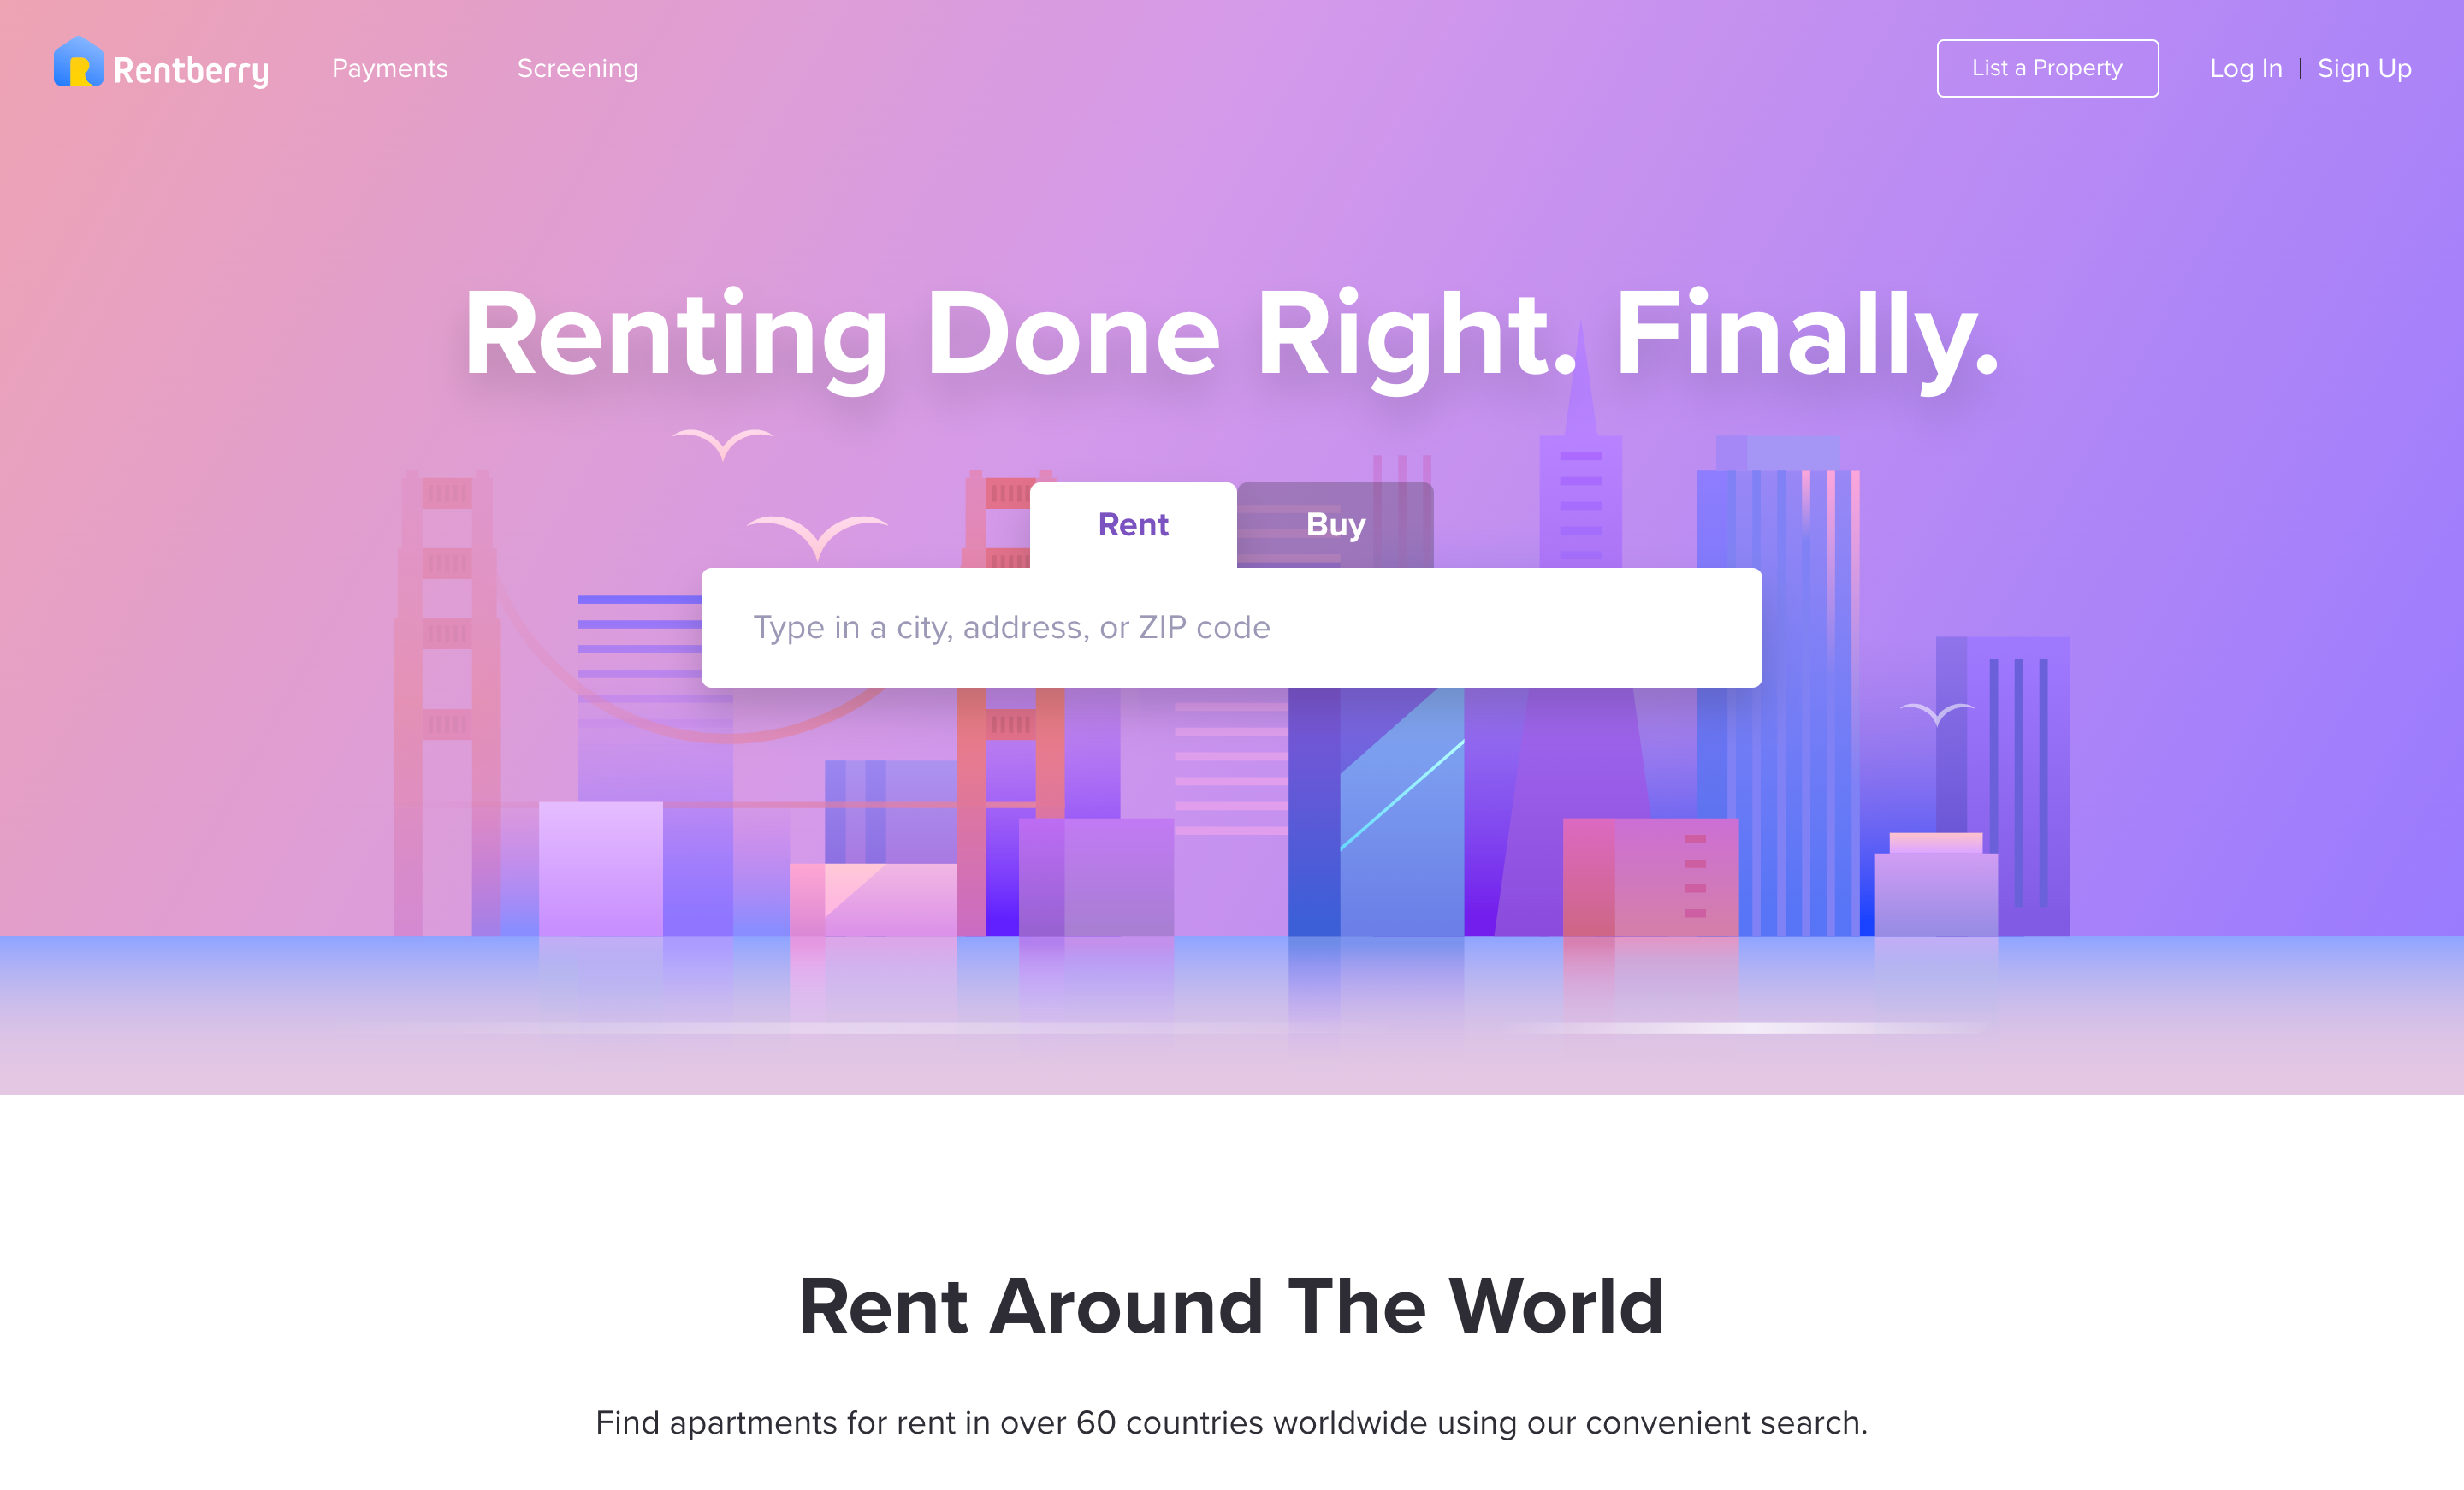 Rentberry Payments Screening List a Property Log In | Sign Up
Renting Done Right. Finally.
Rent Buy
Type in a city, address, or ZIP code
Rent Around The World
Find apartments for rent in over 60 countries worldwide using our convenient search.